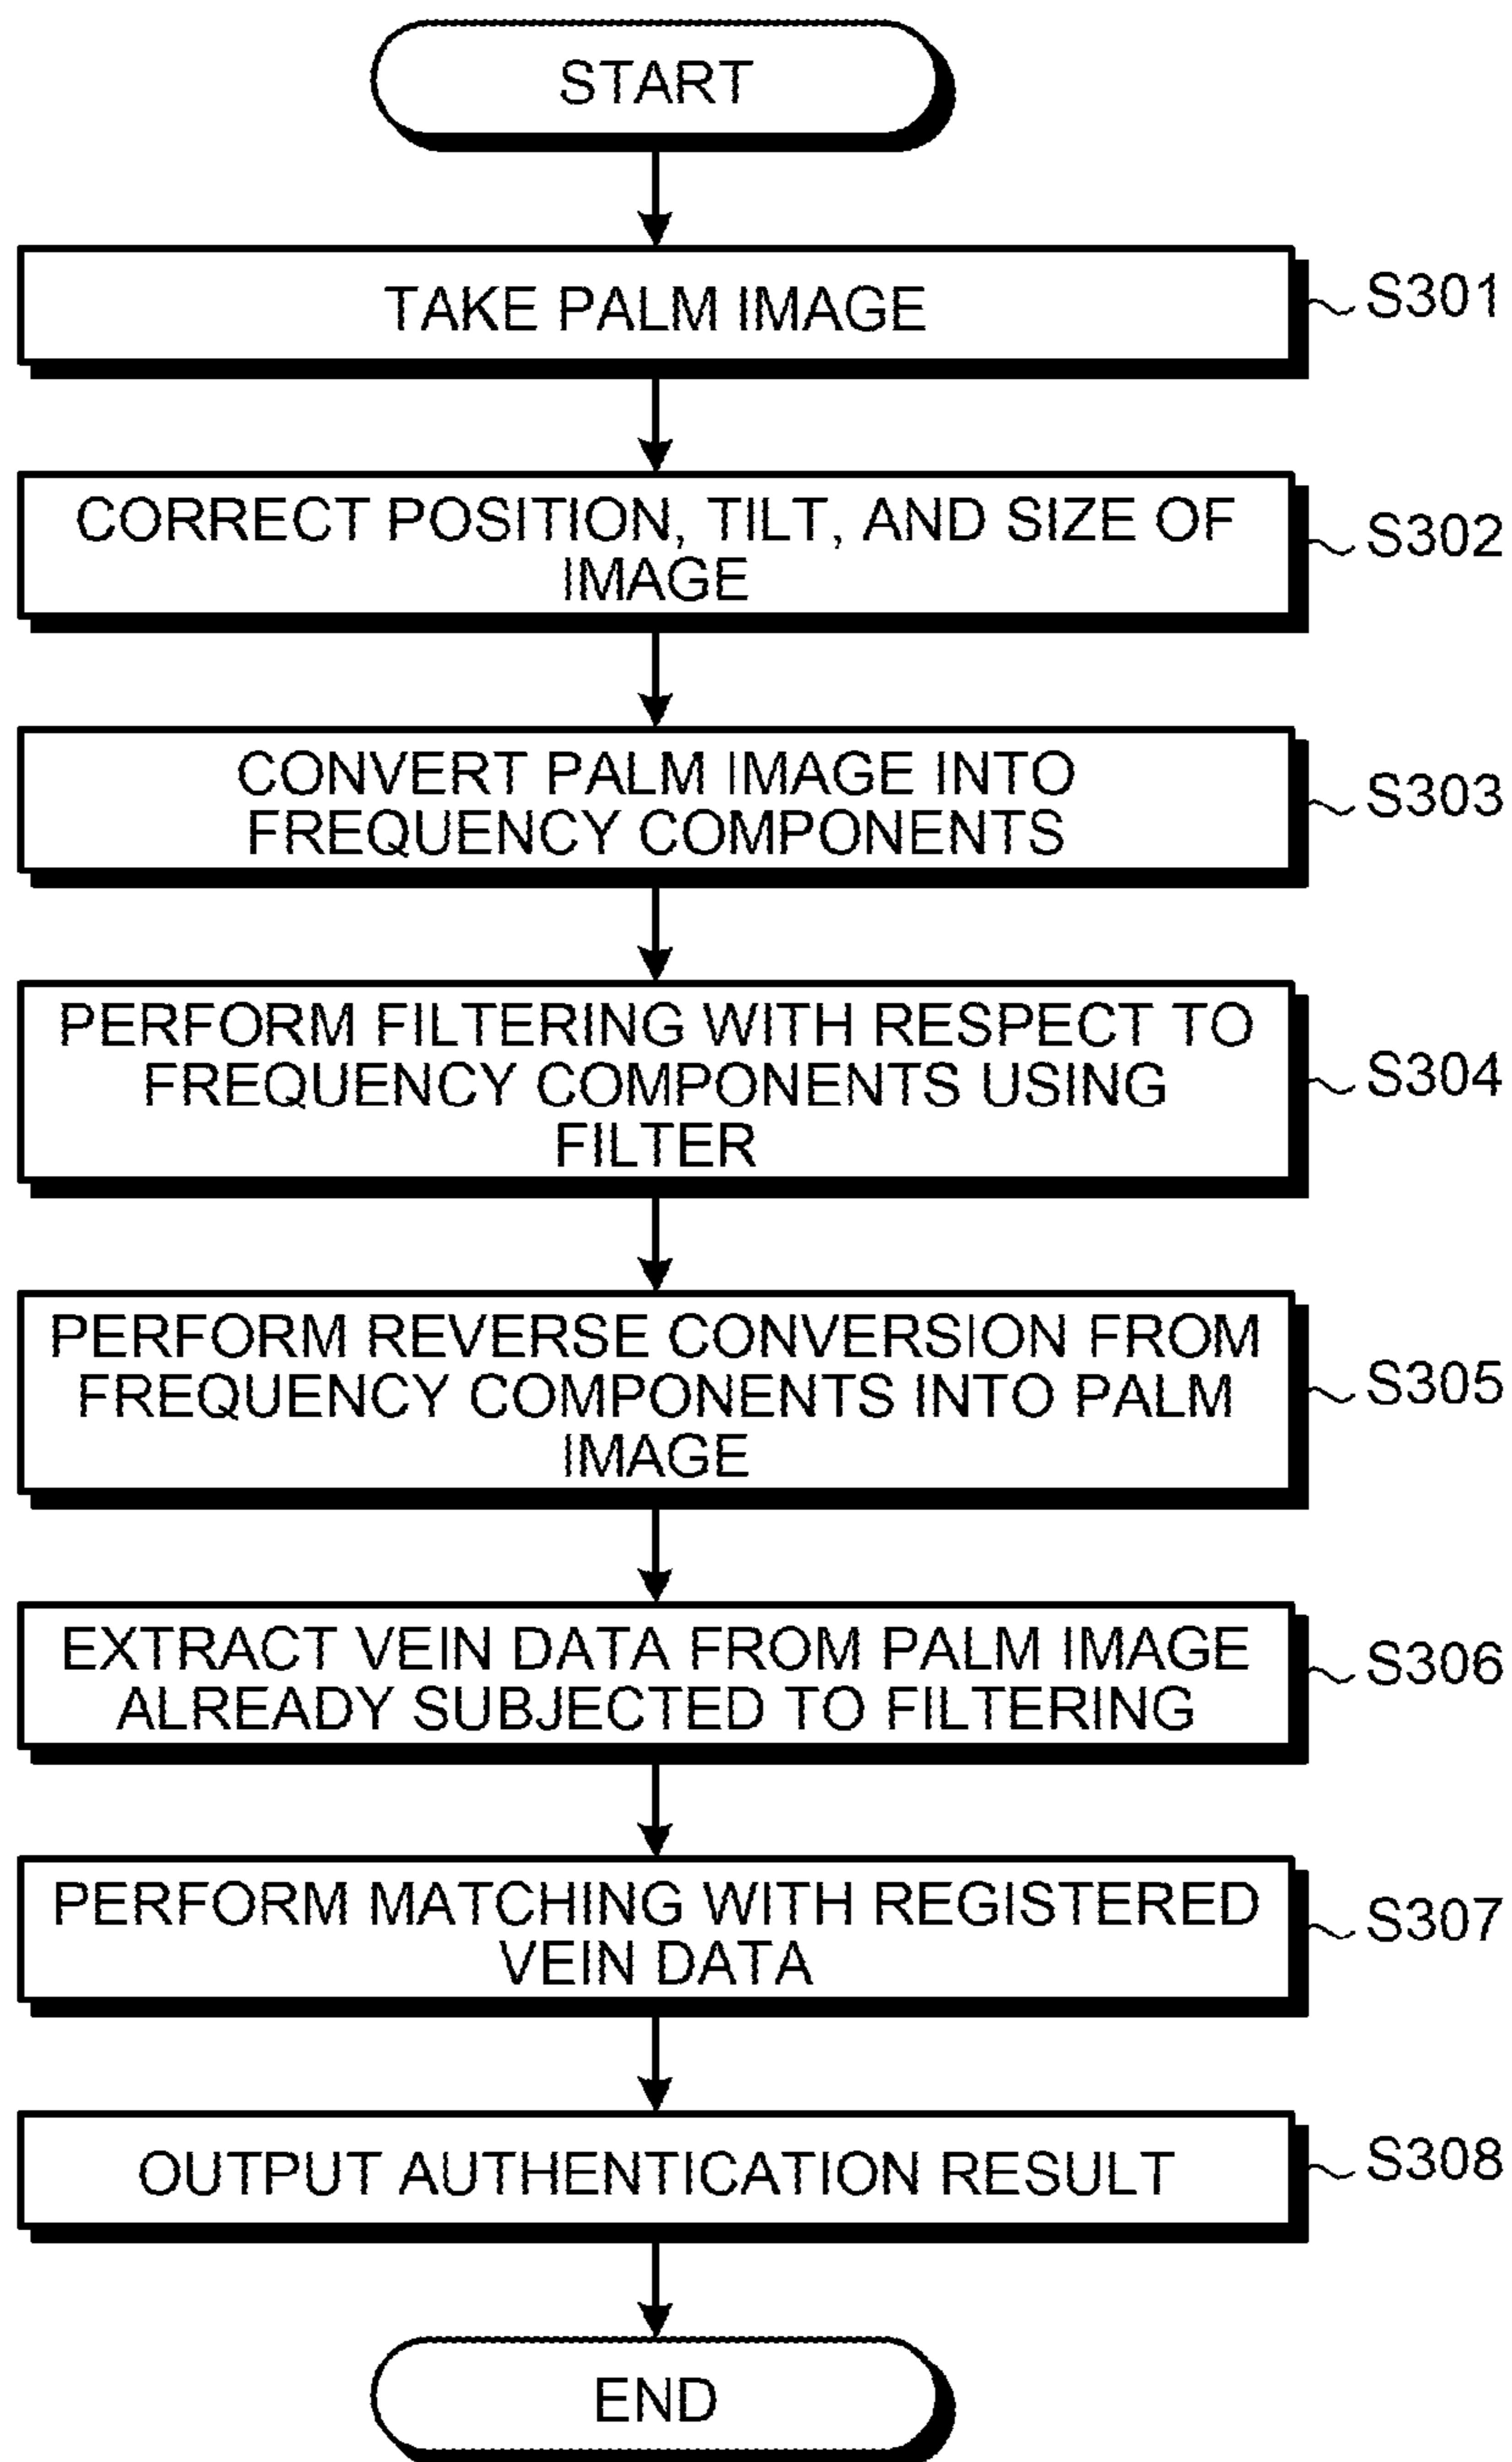 START
TAKE PALM IMAGE
S301
CORRECT POSITION, TILT, AND SIZE OF
IMAGE
S302
CONVERT PALM IMAGE INTO
FREQUENCY COMPONENTS
S303
PERFORM FILTERING WITH RESPECT TO
FREQUENCY COMPONENTS USING
FILTER
S304
PERFORM REVERSE CONVERSION FROM
FREQUENCY COMPONENTS INTO PALM
IMAGE
S305
EXTRACT VEIN DATA FROM PALM IMAGE
ALREADY SUBJECTED TO FILTERING
S306
PERFORM MATCHING WITH REGISTERED
VEIN DATA
S307
OUTPUT AUTHENTICATION RESULT
S308
END